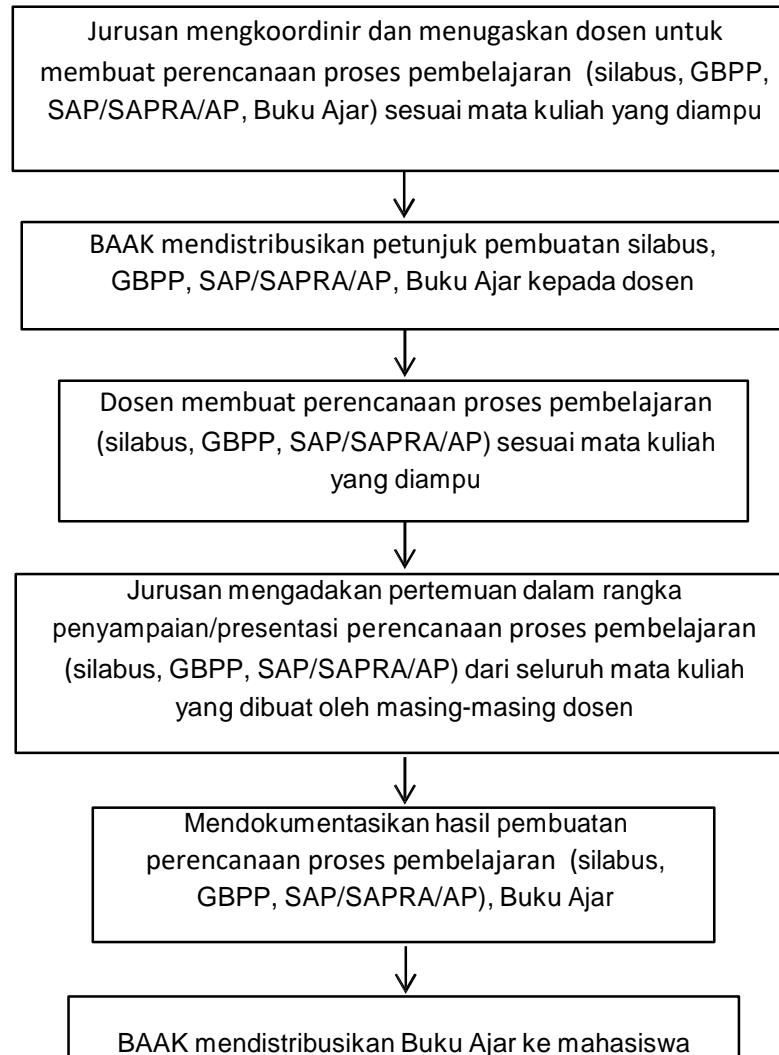 Jurusan mengkoordinir dan menugaskan dosen untuk
membuat perencanaan proses pembelajaran (silabus, GBPP,
SAP/SAPRA/AP, Buku Ajar) sesuai mata kuliah yang diampu
BAAK mendistribusikan petunjuk pembuatan silabus,
GBPP, SAP/SAPRA/AP, Buku Ajar kepada dosen
Dosen membuat perencanaan proses pembelajaran
(silabus, GBPP, SAP/SAPRA/AP) sesuai mata kuliah
yang diampu
Jurusan mengadakan pertemuan dalam rangka
penyampaian/presentasi perencanaan proses pembelajaran
(silabus, GBPP, SAP/SAPRA/AP) dari seluruh mata kuliah
yang dibuat oleh masing-masing dosen
Mendokumentasikan hasil pembuatan
perencanaan proses pembelajaran (silabus,
GBPP, SAP/SAPRA/AP), Buku Ajar
BAAK mendistribusikan Buku Ajar ke mahasiswa